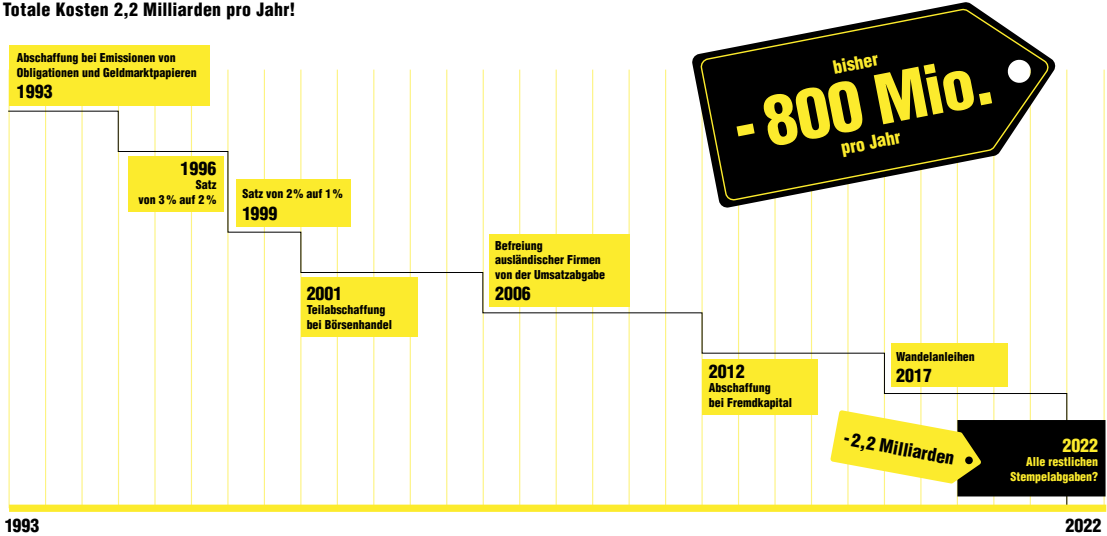 Totale Kosten 2,2 Milliarden pro Jahr!
bisher
- 800 Mio.
pro Jahr
Abschaffung bei Emissionen von
Obligationen und Geldmarktpapieren
1993
1996
Satz
von 3 % auf 2 %
Satz von 2 % auf 1 %
1999
2001
Teilabschaffung
bei Börsenhandel
Befreiung
ausländischer Firmen
von der Umsatzabgabe
2006
2012
Abschaffung
bei Fremdkapital
Wandelanleihen
2017
-2,2 Milliarden
2022
Alle restlichen
Stempelabgaben?
1993
2022